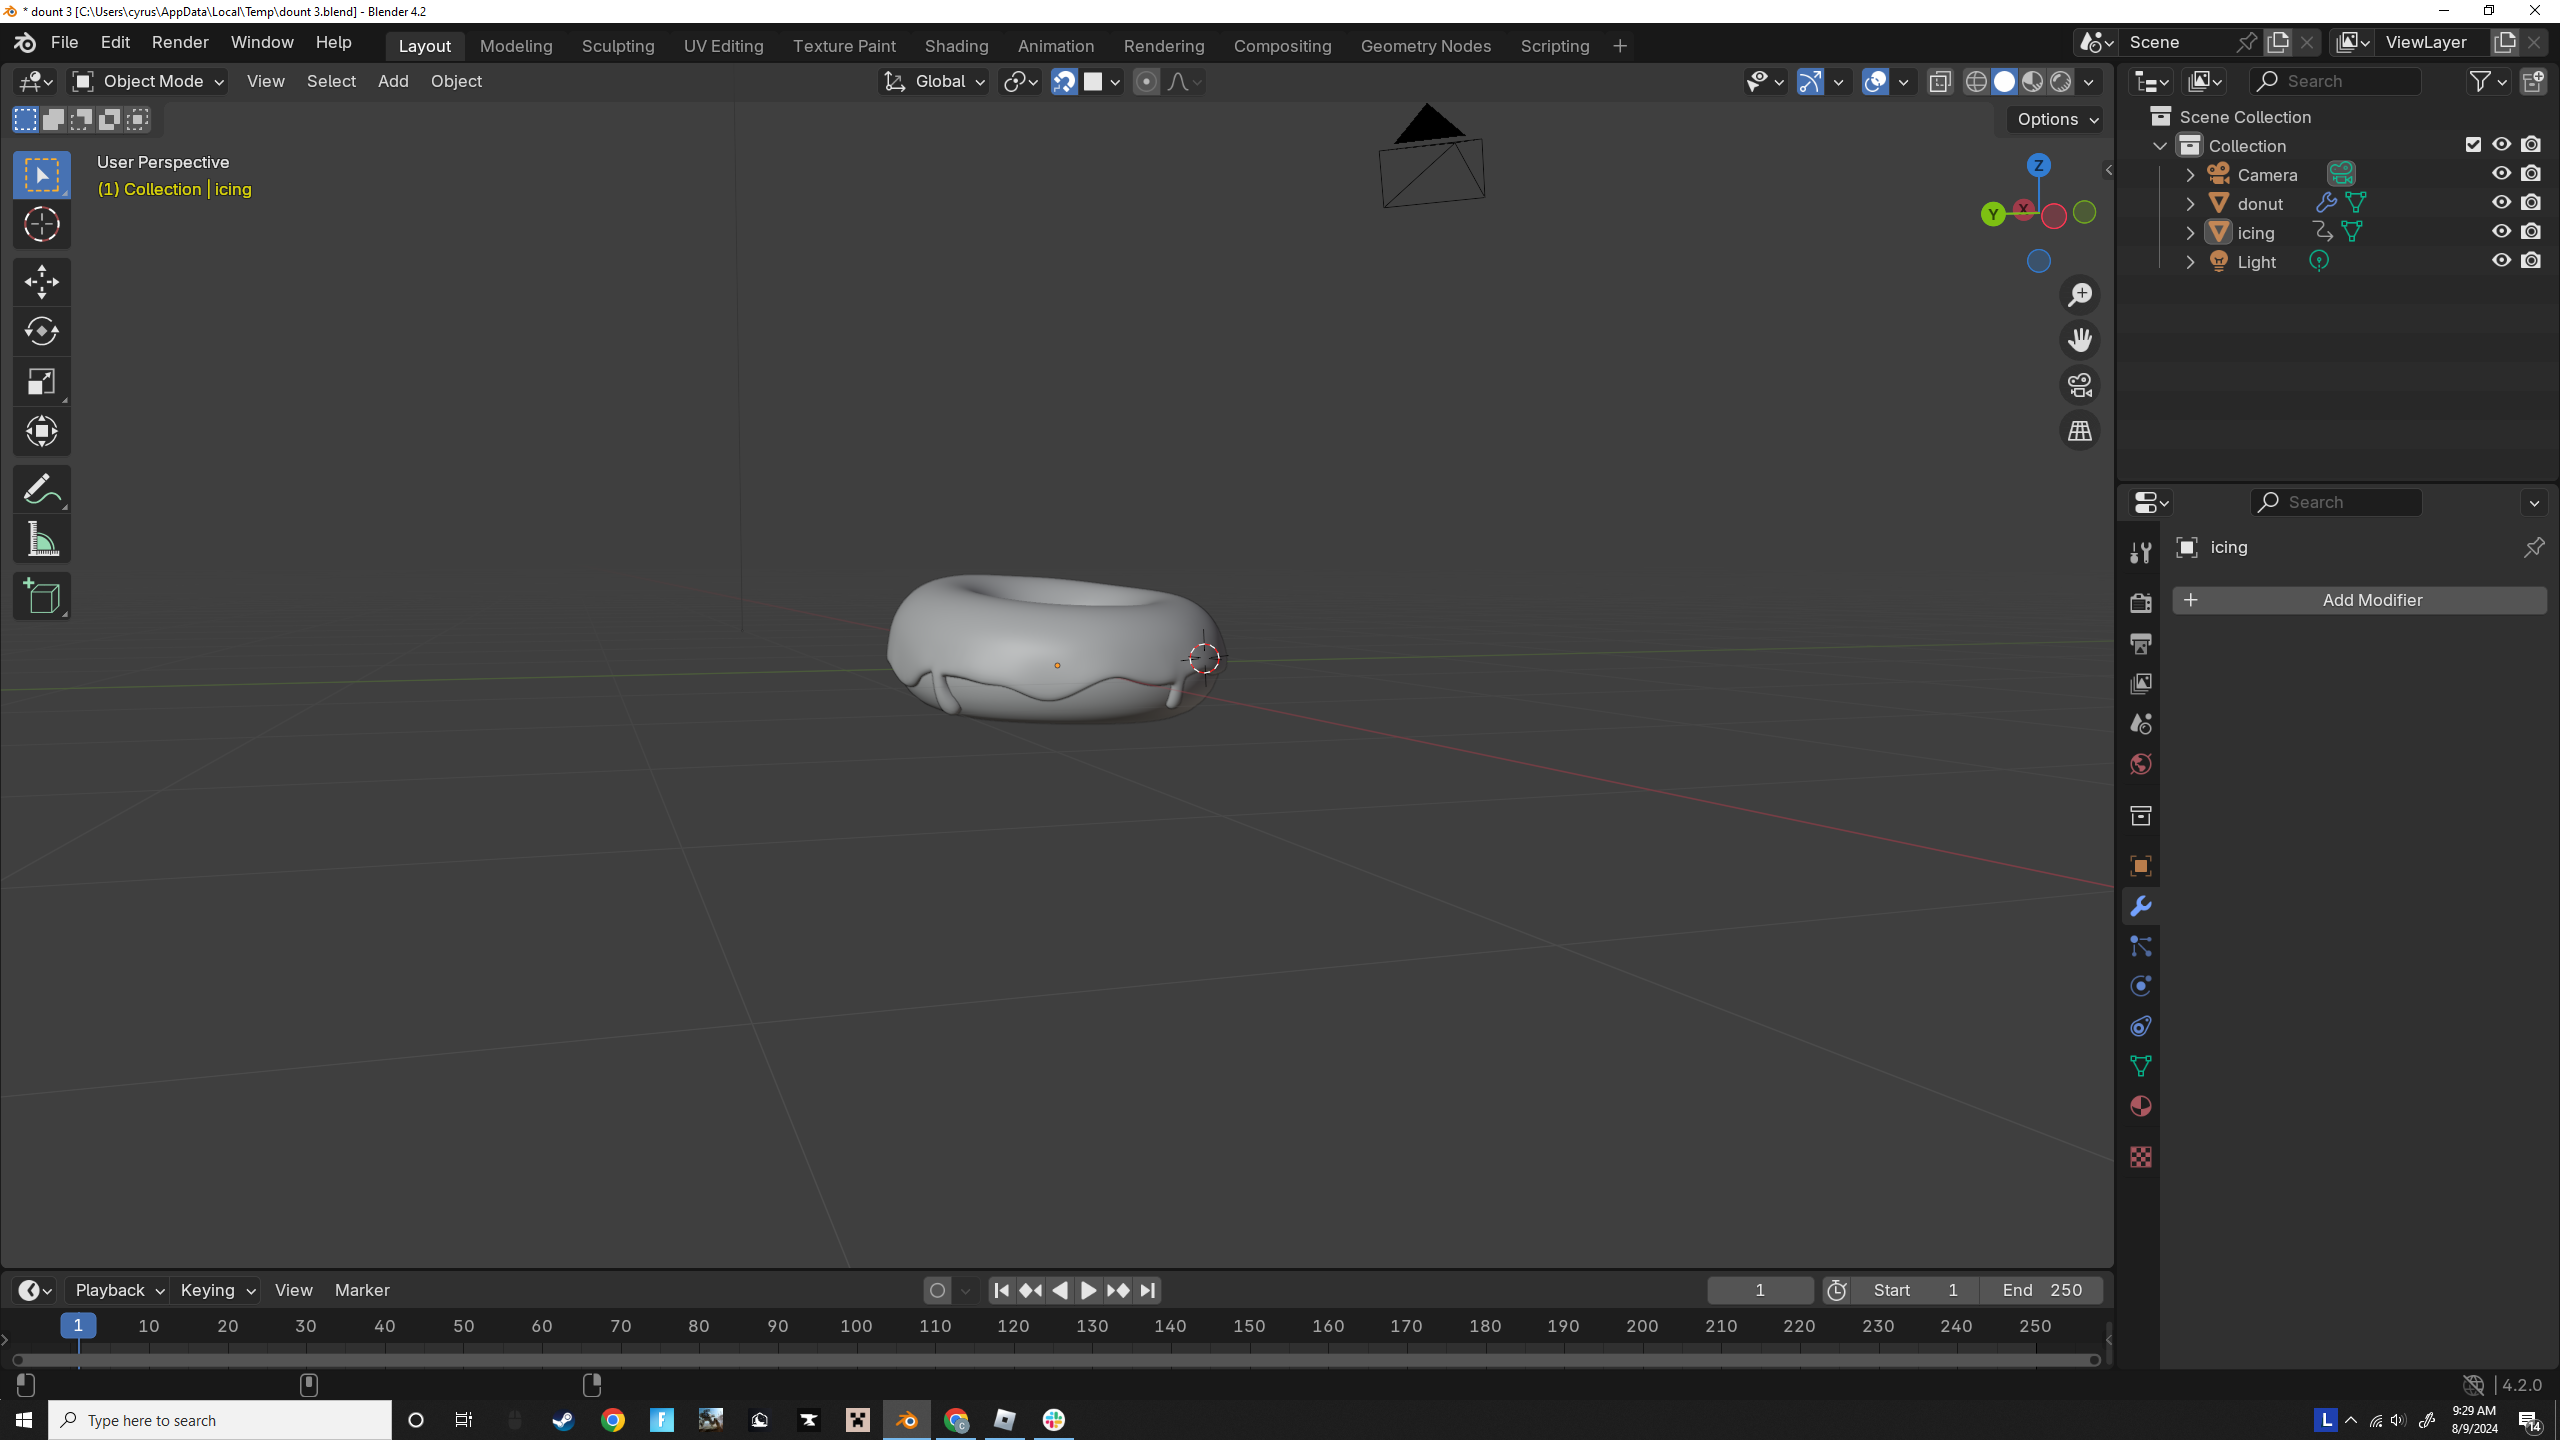 * dount 3 [C:\Users\cyrus\AppData\Local\Temp\dount 3.blend] - Blender 4.2
File Edit Render Window Help Layout Modeling Sculpting UV Editing Texture Paint Shading Animation Rendering Compositing Geometry Nodes Scripting + Scene ViewLayer
Object Mode View Select Add Object Global Search
Options
User Perspective
(1) Collection | icing
Z
Y
X
Scene Collection
Collection
Camera
donut
icing
Light
Search
icing
+ Add Modifier
Playback Keying View Marker 1 Start 1 End 250
1 10 20 30 40 50 60 70 80 90 100 110 120 130 140 150 160 170 180 190 200 210 220 230 240 250
4.2.0
Type here to search
L
9:29 AM
8/9/2024
14